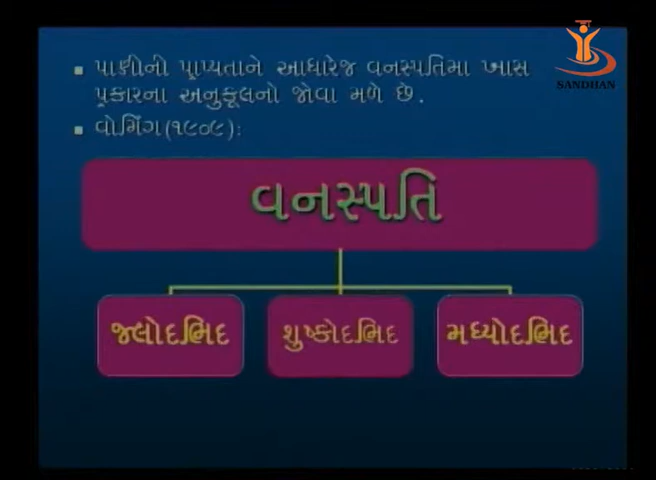 SANDHAN
પાણીની પ્રાપ્યતાને આધારેજ વનસ્પતિમા ખાસ
પ્રકારના અનુકૂલનો જોવા મળે છે.
વોર્મિંગ(૧૯૦૯):
વનસ્પતિ
જલોદભિદ
શુષ્કોદભિદ
મધ્યોદભિદ